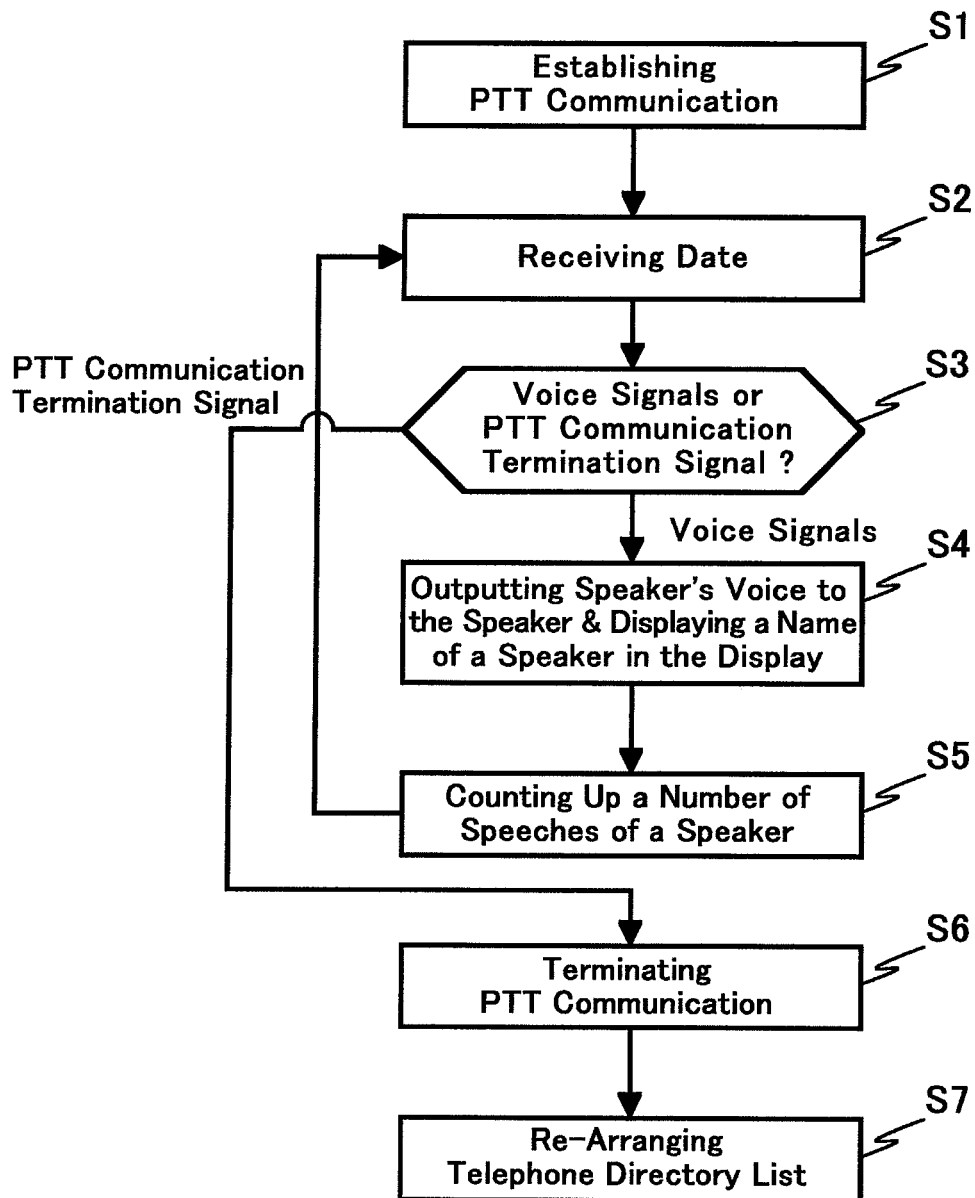 S1
Establishing
PTT Communication
S2
Receiving Date
PTT Communication
Termination Signal
S3
Voice Signals or
PTT Communication
Termination Signal ?
Voice Signals
S4
Outputting Speaker's Voice to
the Speaker & Displaying a Name
of a Speaker in the Display
S5
Counting Up a Number of
Speeches of a Speaker
S6
Terminating
PTT Communication
S7
Re-Arranging
Telephone Directory List